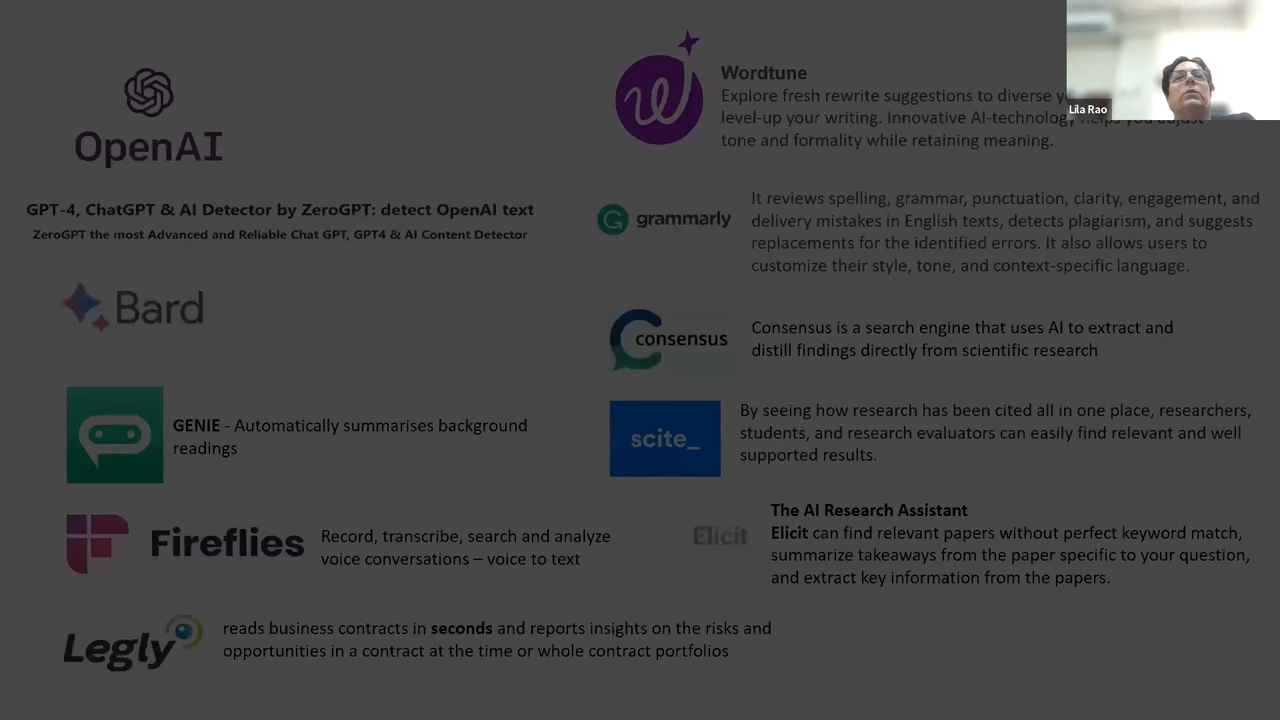 OpenAI
GPT-4, ChatGPT & AI Detector by ZeroGPT: detect OpenAI text
ZeroGPT the most Advanced and Reliable Chat GPT, GPT4 & AI Content Detector
Bard
GENIE - Automatically summarises background
readings
Fireflies
Record, transcribe, search and analyze
voice conversations – voice to text
Legly
reads business contracts in seconds and reports insights on the risks and
opportunities in a contract at the time or whole contract portfolios
w
Wordtune
Explore fresh rewrite suggestions to diverse
level-up your writing. Innovative AI-technology helps you adjust
tone and formality while retaining meaning.
grammarly
It reviews spelling, grammar, punctuation, clarity, engagement, and
delivery mistakes in English texts, detects plagiarism, and suggests
replacements for the identified errors. It also allows users to
customize their style, tone, and context-specific language.
consensus
Consensus is a search engine that uses AI to extract and
distill findings directly from scientific research
scite_
By seeing how research has been cited all in one place, researchers,
students, and research evaluators can easily find relevant and well
supported results.
Elicit
The AI Research Assistant
Elicit can find relevant papers without perfect keyword match,
summarize takeaways from the paper specific to your question,
and extract key information from the papers.
Lila Rao